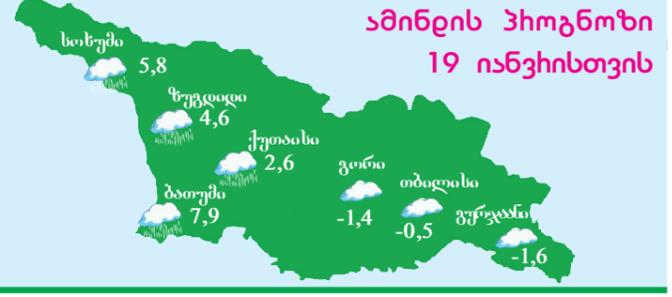 ამინდის პროგნოზი
19 იანვრისთვის
სოხუმი
5,8
ზუგდიდი
4,6
ქუთაისი
2,6
ბათუმი
7,9
გორი
-1,4
თბილისი
-0,5
გურჯაანი
-1,6